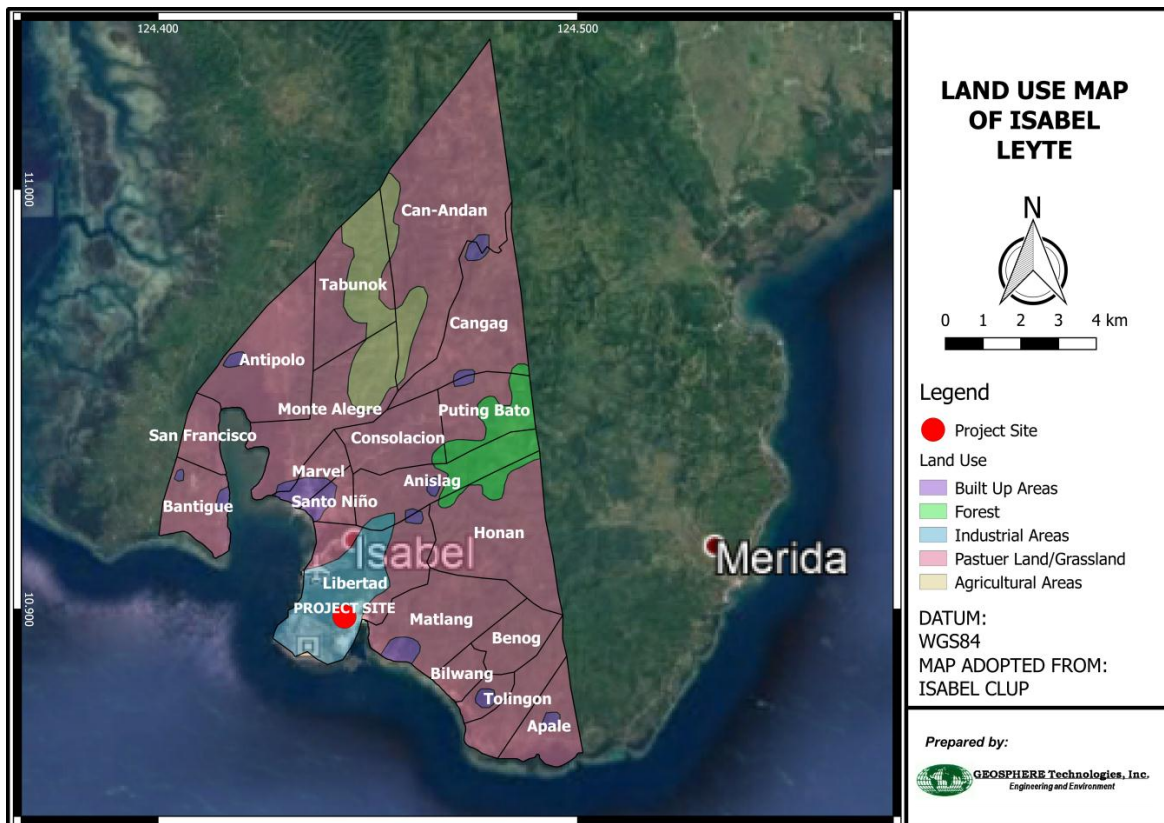 124.400
124.500
11.000
10.900
Can-Andan
Tabunok
Cangag
Antipolo
Monte Alegre
Puting Bato
San Francisco
Consolacion
Marvel
Anislag
Santo Niño
Bantigue
Honan
Isabel
Merida
Libertad
PROJECT SITE
Matlang
Benog
Bilwang
Tolingon
Apale
LAND USE MAP
OF ISABEL
LEYTE
N
0 1 2 3 4 km
Legend
Project Site
Land Use
Built Up Areas
Forest
Industrial Areas
Pastuer Land/Grassland
Agricultural Areas
DATUM:
WGS84
MAP ADOPTED FROM:
ISABEL CLUP
Prepared by:
GEOSPHERE Technologies, Inc.
Engineering and Environment